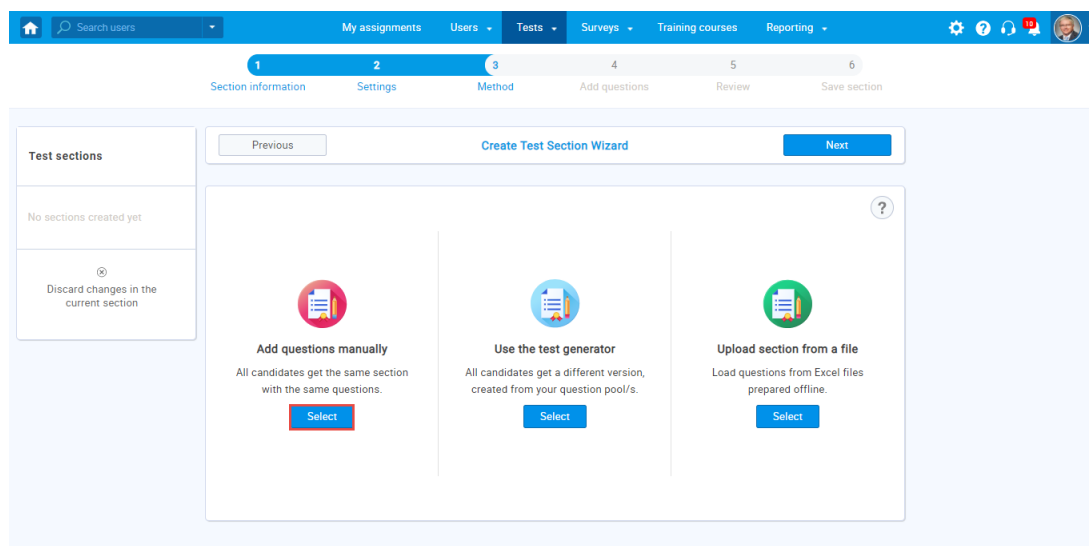 Search users
My assignments
Users
Tests
Surveys
Training courses
Reporting
10
1
2
3
4
5
6
Section information
Settings
Method
Add questions
Review
Save section
Test sections
No sections created yet
Discard changes in the
current section
Previous
Create Test Section Wizard
Next
?
Add questions manually
All candidates get the same section
with the same questions.
Select
Use the test generator
All candidates get a different version,
created from your question pool/s.
Select
Upload section from a file
Load questions from Excel files
prepared offline.
Select